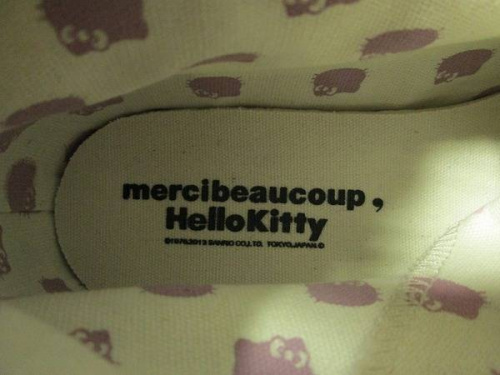 mercibeaucoup,
HelloKitty
©1976,2013 SANRIO CO.,LTD. TOKYO,JAPAN ©